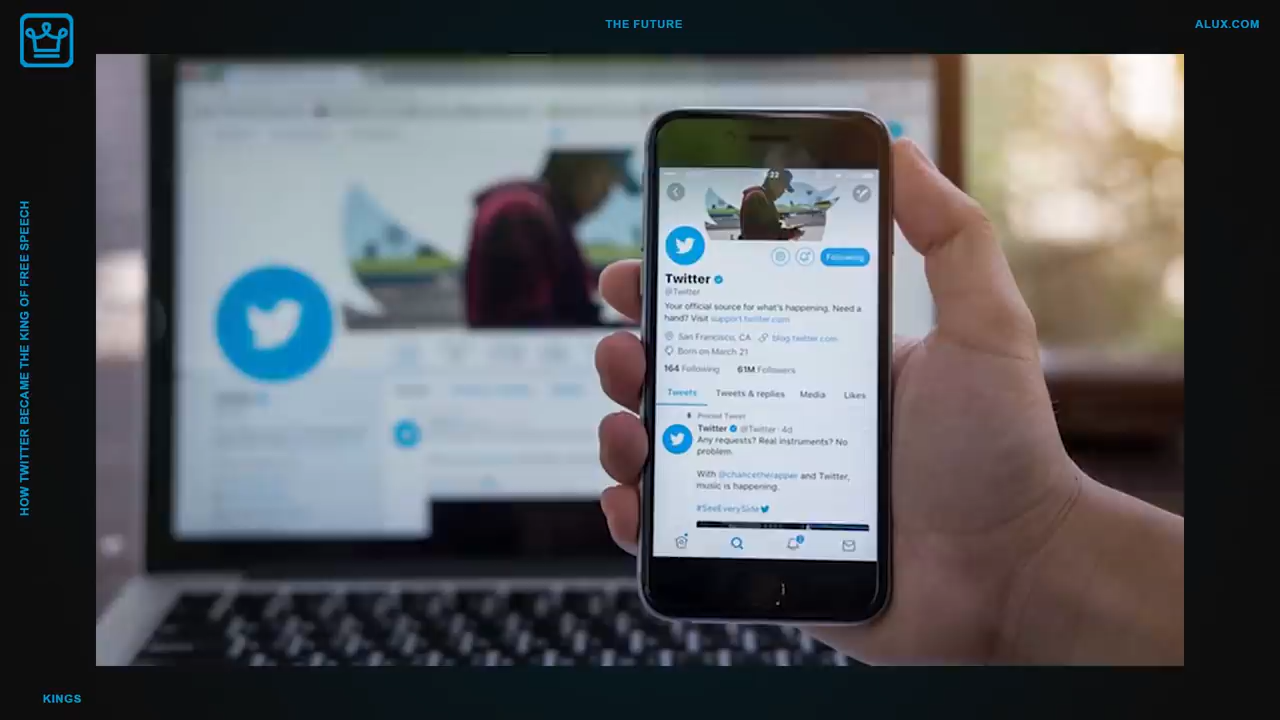 THE FUTURE
ALUX.COM
HOW TWITTER BECAME THE KING OF FREE SPEECH
Following
Twitter
@Twitter
Your official source for what's happening. Need a
hand? Visit support.twitter.com
San Francisco, CA blog.twitter.com
Born on March 21
164 Following 61M Followers
Tweets Tweets & replies Media Likes
Pinned Tweet
Twitter @Twitter · 4d
Any requests? Real instruments? No
problem.
With @chancetherapper and Twitter,
music is happening.
#SeeEverySide
KINGS